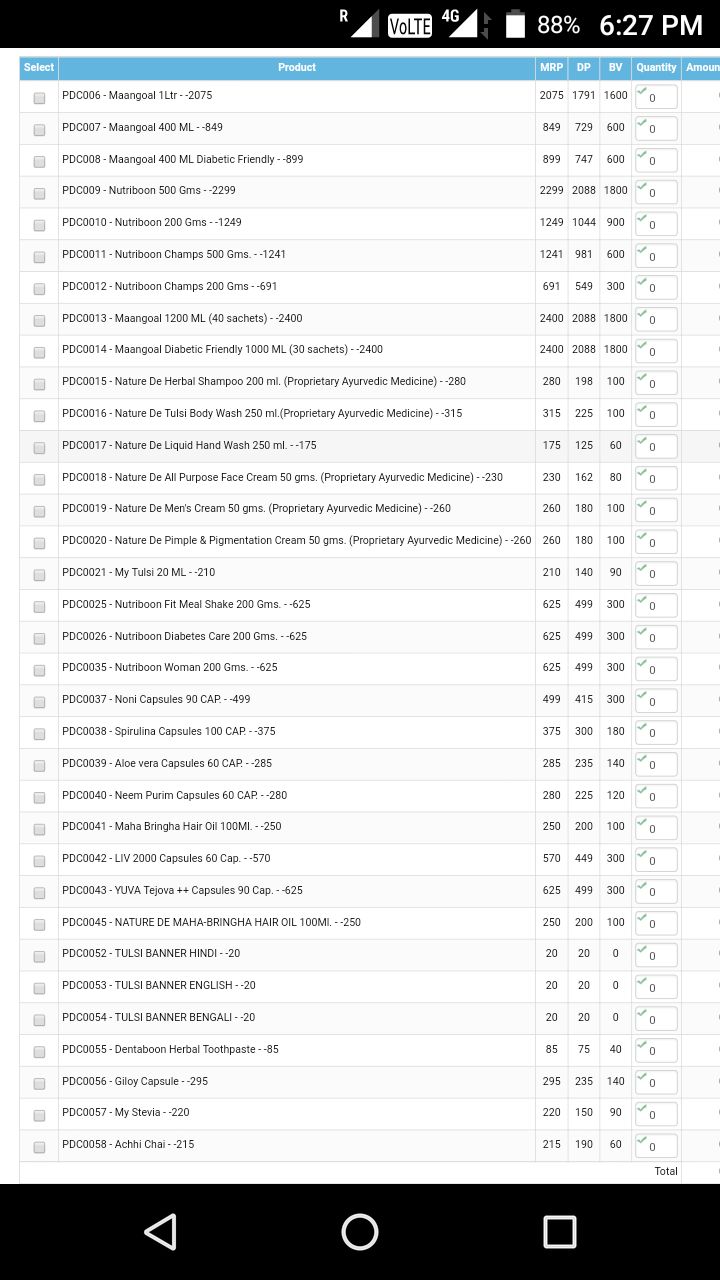 R VoLTE 4G 88% 6:27 PM
Select Product MRP DP BV Quantity Amoun
PDC006 - Maangoal 1Ltr - -2075 2075 1791 1600 0
PDC007 - Maangoal 400 ML - -849 849 729 600 0
PDC008 - Maangoal 400 ML Diabetic Friendly - -899 899 747 600 0
PDC009 - Nutriboon 500 Gms - -2299 2299 2088 1800 0
PDC0010 - Nutriboon 200 Gms - -1249 1249 1044 900 0
PDC0011 - Nutriboon Champs 500 Gms. - -1241 1241 981 600 0
PDC0012 - Nutriboon Champs 200 Gms - -691 691 549 300 0
PDC0013 - Maangoal 1200 ML (40 sachets) - -2400 2400 2088 1800 0
PDC0014 - Maangoal Diabetic Friendly 1000 ML (30 sachets) - -2400 2400 2088 1800 0
PDC0015 - Nature De Herbal Shampoo 200 ml. (Proprietary Ayurvedic Medicine) - -280 280 198 100 0
PDC0016 - Nature De Tulsi Body Wash 250 ml.(Proprietary Ayurvedic Medicine) - -315 315 225 100 0
PDC0017 - Nature De Liquid Hand Wash 250 ml. - -175 175 125 60 0
PDC0018 - Nature De All Purpose Face Cream 50 gms. (Proprietary Ayurvedic Medicine) - -230 230 162 80 0
PDC0019 - Nature De Men's Cream 50 gms. (Proprietary Ayurvedic Medicine) - -260 260 180 100 0
PDC0020 - Nature De Pimple & Pigmentation Cream 50 gms. (Proprietary Ayurvedic Medicine) - -260 260 180 100 0
PDC0021 - My Tulsi 20 ML - -210 210 140 90 0
PDC0025 - Nutriboon Fit Meal Shake 200 Gms. - -625 625 499 300 0
PDC0026 - Nutriboon Diabetes Care 200 Gms. - -625 625 499 300 0
PDC0035 - Nutriboon Woman 200 Gms. - -625 625 499 300 0
PDC0037 - Noni Capsules 90 CAP. - -499 499 415 300 0
PDC0038 - Spirulina Capsules 100 CAP. - -375 375 300 180 0
PDC0039 - Aloe vera Capsules 60 CAP. - -285 285 235 140 0
PDC0040 - Neem Purim Capsules 60 CAP. - -280 280 225 120 0
PDC0041 - Maha Bringha Hair Oil 100Ml. - -250 250 200 100 0
PDC0042 - LIV 2000 Capsules 60 Cap. - -570 570 449 300 0
PDC0043 - YUVA Tejova ++ Capsules 90 Cap. - -625 625 499 300 0
PDC0045 - NATURE DE MAHA-BRINGHA HAIR OIL 100Ml. - -250 250 200 100 0
PDC0052 - TULSI BANNER HINDI - -20 20 20 0 0
PDC0053 - TULSI BANNER ENGLISH - -20 20 20 0 0
PDC0054 - TULSI BANNER BENGALI - -20 20 20 0 0
PDC0055 - Dentaboon Herbal Toothpaste - -85 85 75 40 0
PDC0056 - Giloy Capsule - -295 295 235 140 0
PDC0057 - My Stevia - -220 220 150 90 0
PDC0058 - Achhi Chai - -215 215 190 60 0
Total